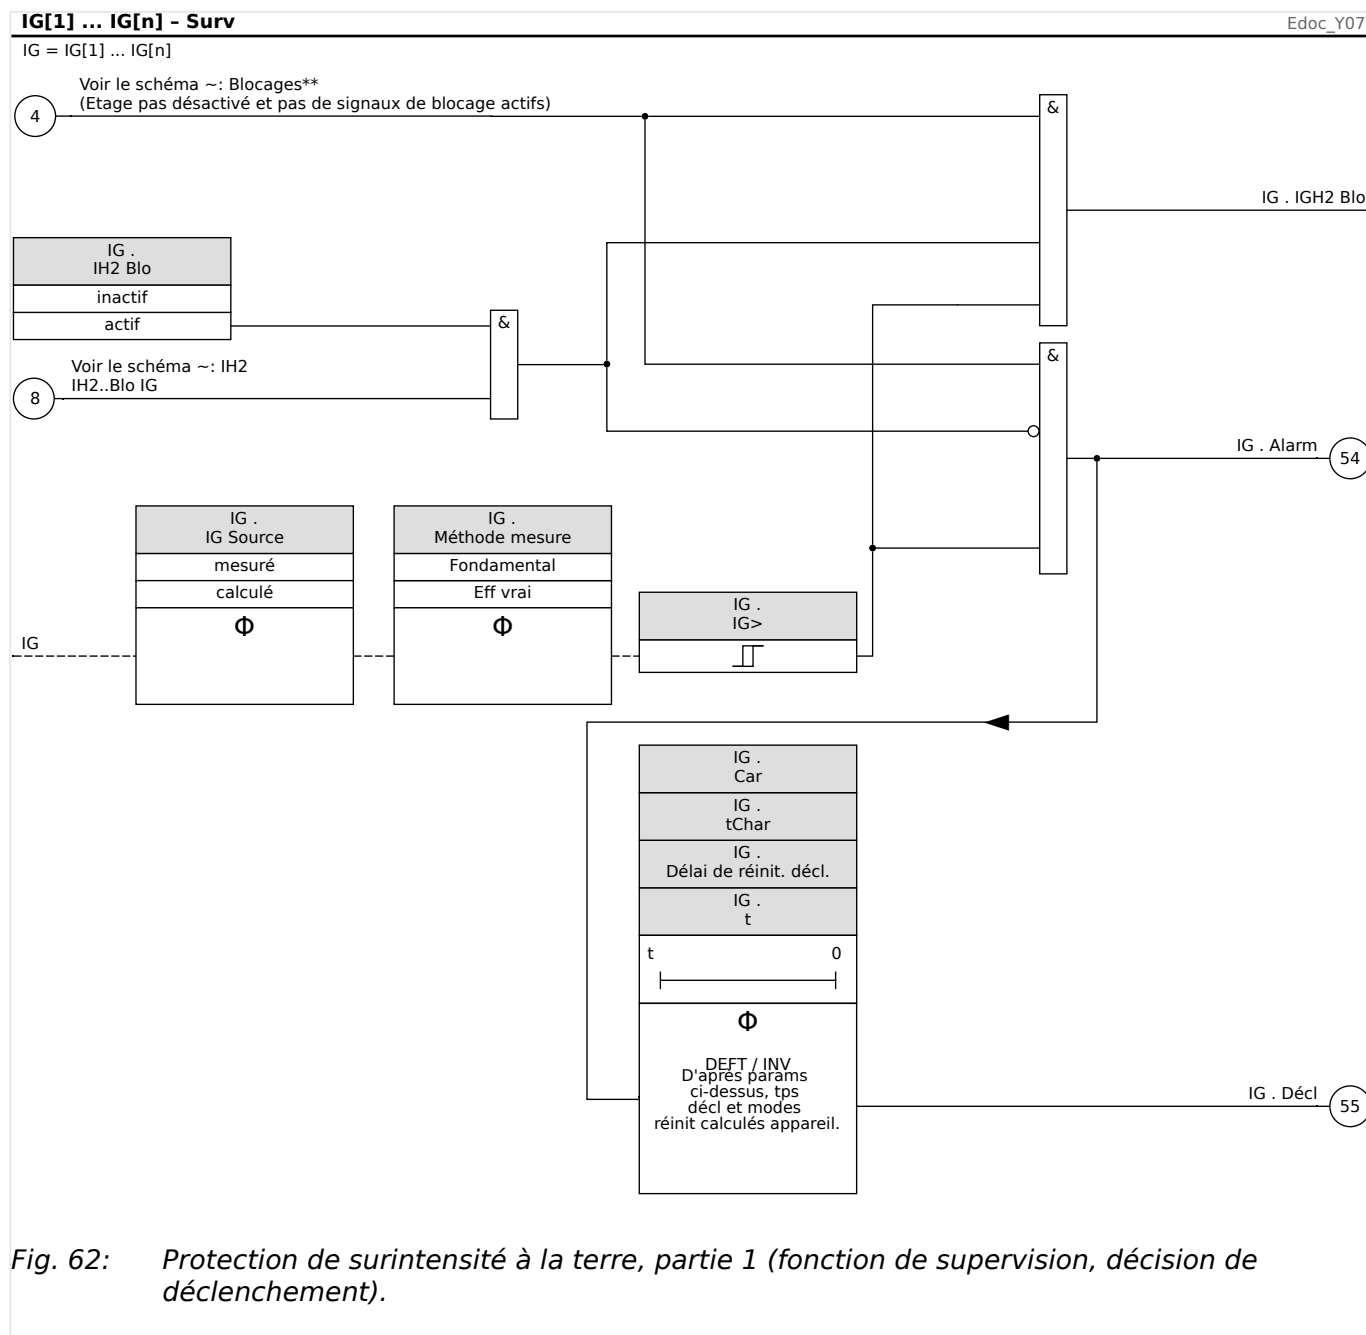 IG[1] ... IG[n] – Surv
Edoc_Y07
IG = IG[1] ... IG[n]
Voir le schéma ~: Blocages**
(Etage pas désactivé et pas de signaux de blocage actifs)
4
&
IG . IGH2 Blo
IG .
IH2 Blo
inactif
actif
&
&
Voir le schéma ~: IH2
IH2..Blo IG
8
IG . Alarm
54
IG .
IG Source
mesuré
calculé
Φ
IG .
Méthode mesure
Fondamental
Eff vrai
Φ
IG .
IG>
IG
IG .
Car
IG .
tChar
IG .
Délai de réinit. décl.
IG .
t
t 0
Φ
DEFT / INV
D'après params
ci-dessus, tps
décl et modes
réinit calculés appareil.
IG . Décl
55
Fig. 62: Protection de surintensité à la terre, partie 1 (fonction de supervision, décision de
déclenchement).